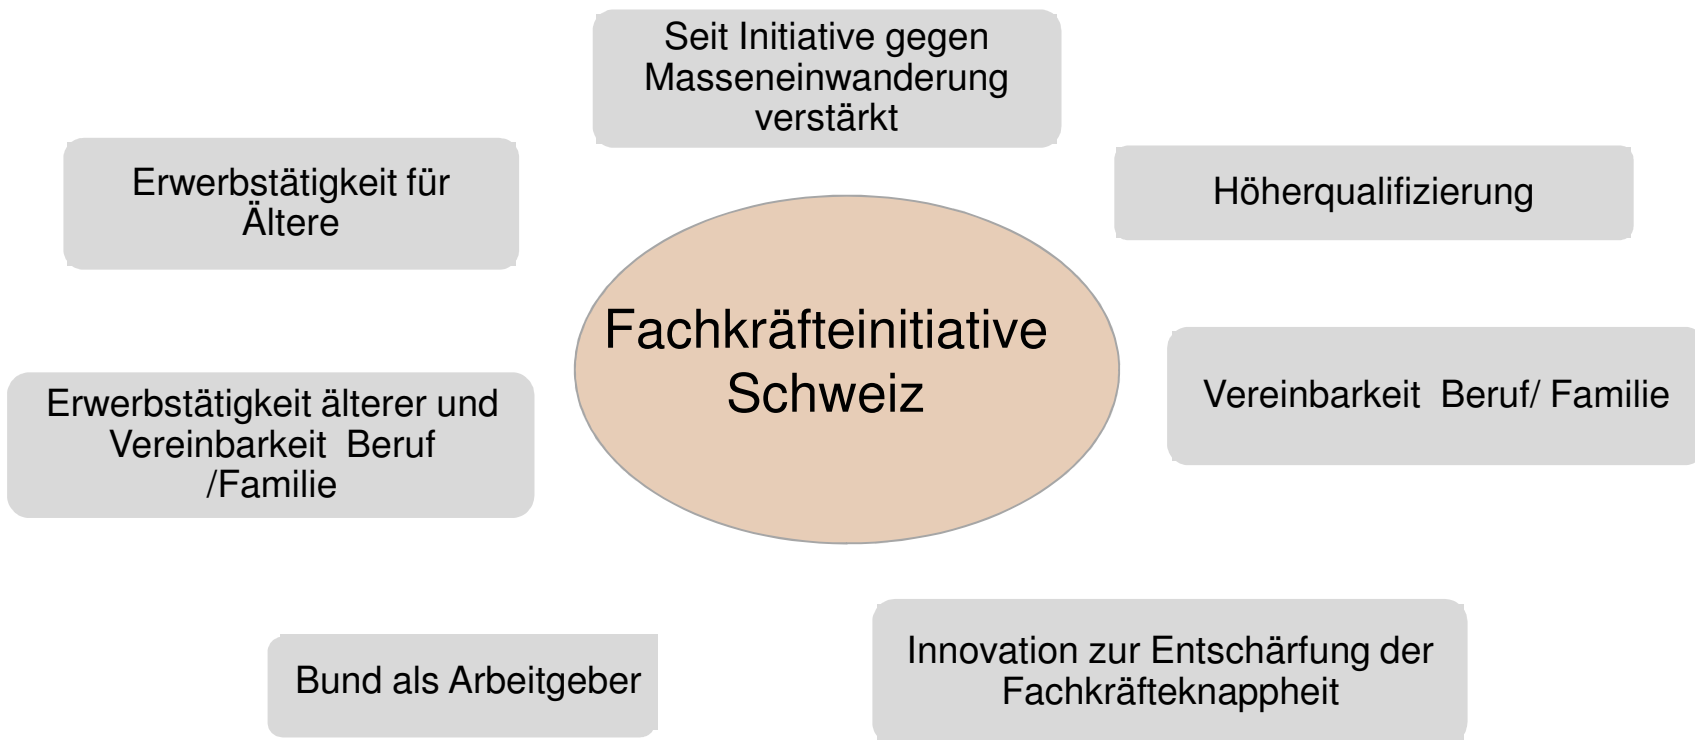 Seit Initiative gegen
Masseneinwanderung
verstärkt
Erwerbstätigkeit für
Ältere
Höherqualifizierung
Fachkräfteinitiative
Schweiz
Erwerbstätigkeit älterer und
Vereinbarkeit Beruf
/Familie
Vereinbarkeit Beruf/ Familie
Bund als Arbeitgeber
Innovation zur Entschärfung der
Fachkräfteknappheit